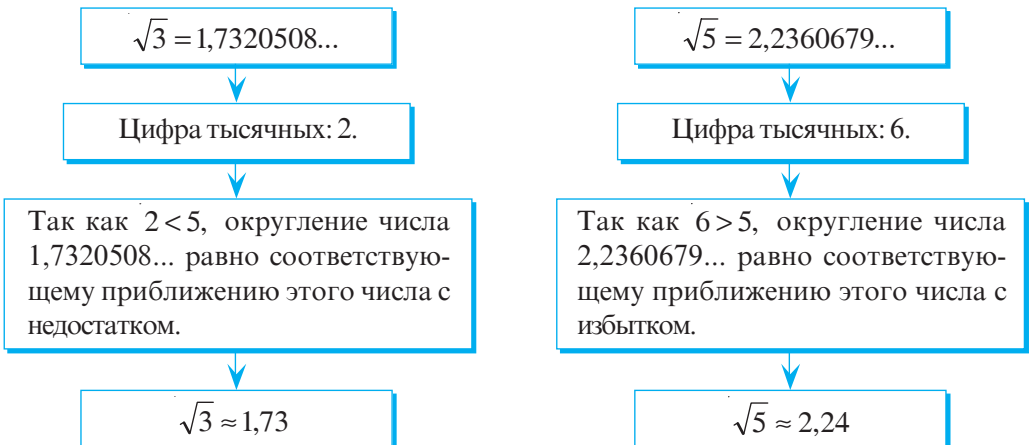 √3 = 1,7320508...
Цифра тысячных: 2.
Так как 2 < 5, округление числа
1,7320508... равно соответствую-
щему приближению этого числа с
недостатком.
√3 ≈ 1,73
√5 = 2,2360679...
Цифра тысячных: 6.
Так как 6 > 5, округление числа
2,2360679... равно соответствую-
щему приближению этого числа с
избытком.
√5 ≈ 2,24